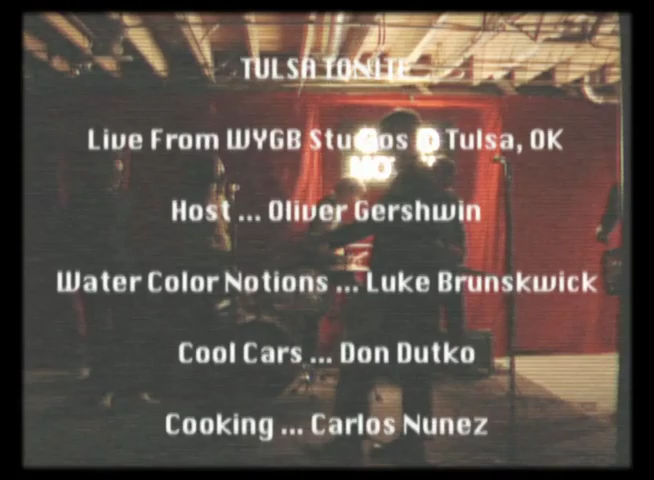 TULSA TONITE
Live From WYGB Studios @ Tulsa, OK
Host ... Oliver Gershwin
Water Color Notions ... Luke Brunskwick
Cool Cars ... Don Dutko
Cooking ... Carlos Nunez